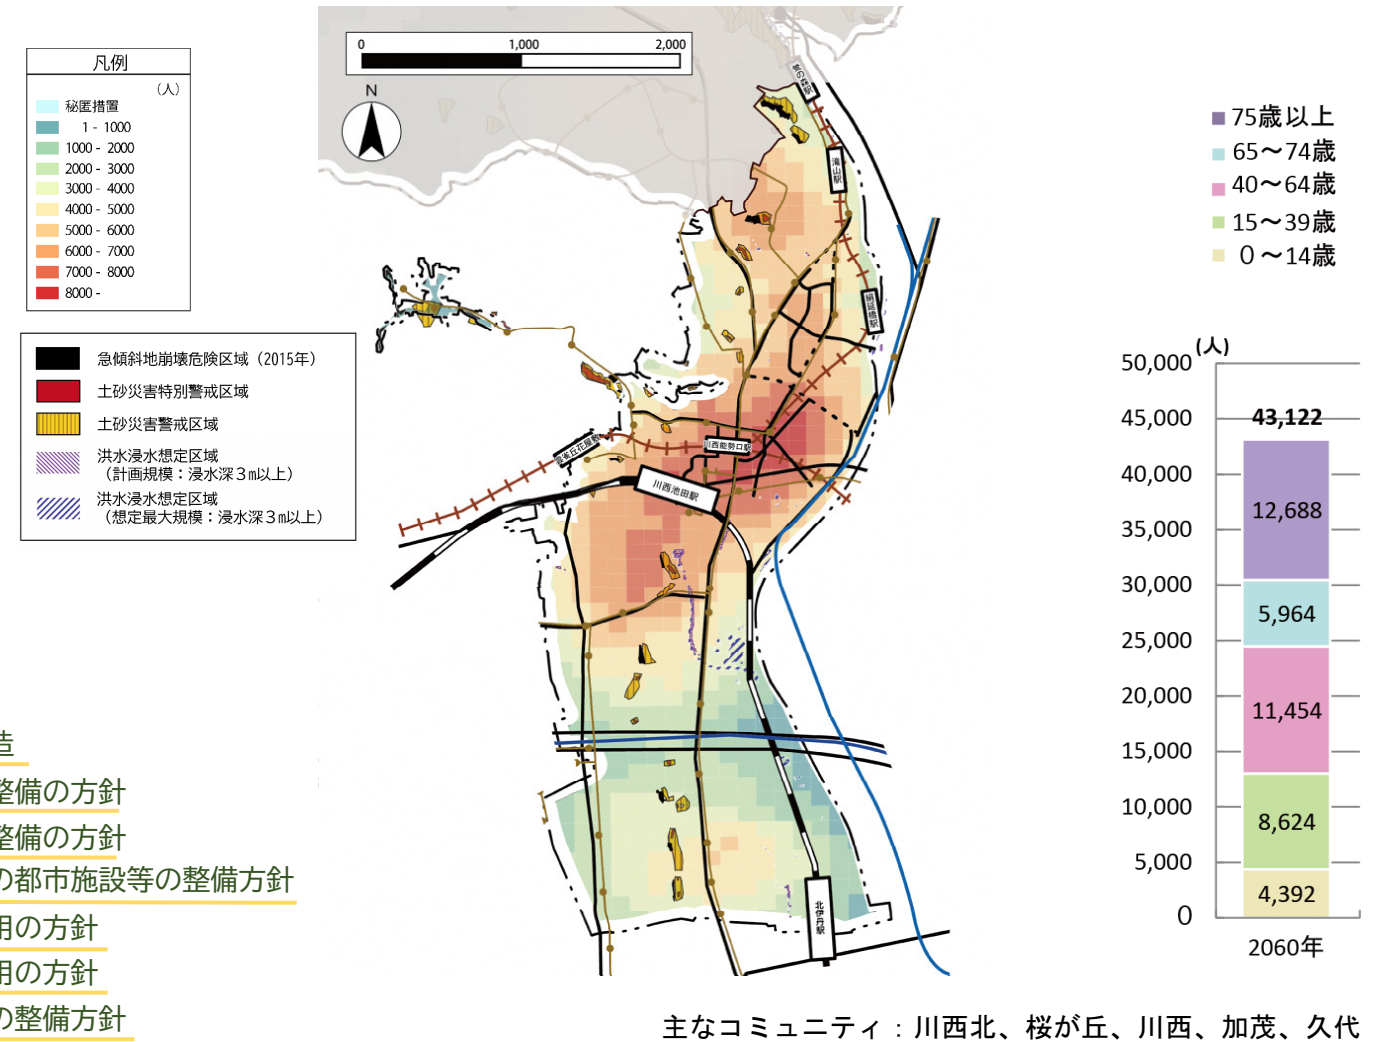 凡例
（人）
秘匿措置
1 - 1000
1000 - 2000
2000 - 3000
3000 - 4000
4000 - 5000
5000 - 6000
6000 - 7000
7000 - 8000
8000 -
急傾斜地崩壊危険区域（2015年）
土砂災害特別警戒区域
土砂災害警戒区域
洪水浸水想定区域
（計画規模：浸水深３ｍ以上）
洪水浸水想定区域
（想定最大規模：浸水深３ｍ以上）
造
整備の方針
整備の方針
の都市施設等の整備方針
用の方針
用の方針
の整備方針
0 1,000 2,000
N
滝山駅
絹延橋駅
川西能勢口駅
雲雀丘花屋敷
川西池田駅
北伊丹駅
75歳以上
65～74歳
40～64歳
15～39歳
０～14歳
(人)
50,000
45,000
40,000
35,000
30,000
25,000
20,000
15,000
10,000
5,000
0
43,122
12,688
5,964
11,454
8,624
4,392
2060年
主なコミュニティ：川西北、桜が丘、川西、加茂、久代